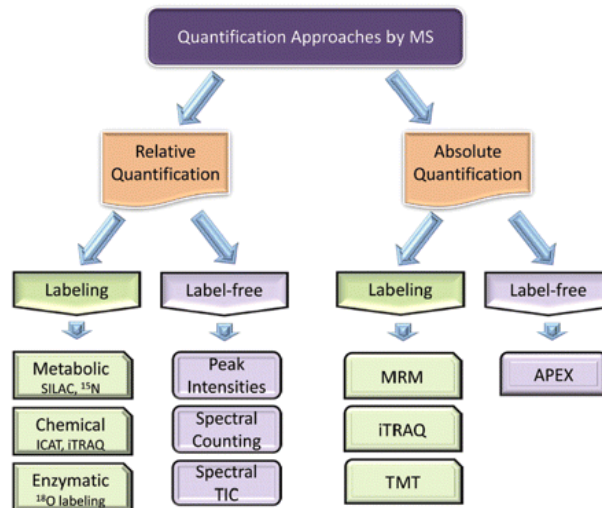 Quantification Approaches by MS
Relative
Quantification
Absolute
Quantification
Labeling
Label-free
Labeling
Label-free
Metabolic
SILAC, ¹⁵N
Chemical
ICAT, iTRAQ
Enzymatic
¹⁸O labeling
Peak
Intensities
Spectral
Counting
Spectral
TIC
MRM
iTRAQ
TMT
APEX